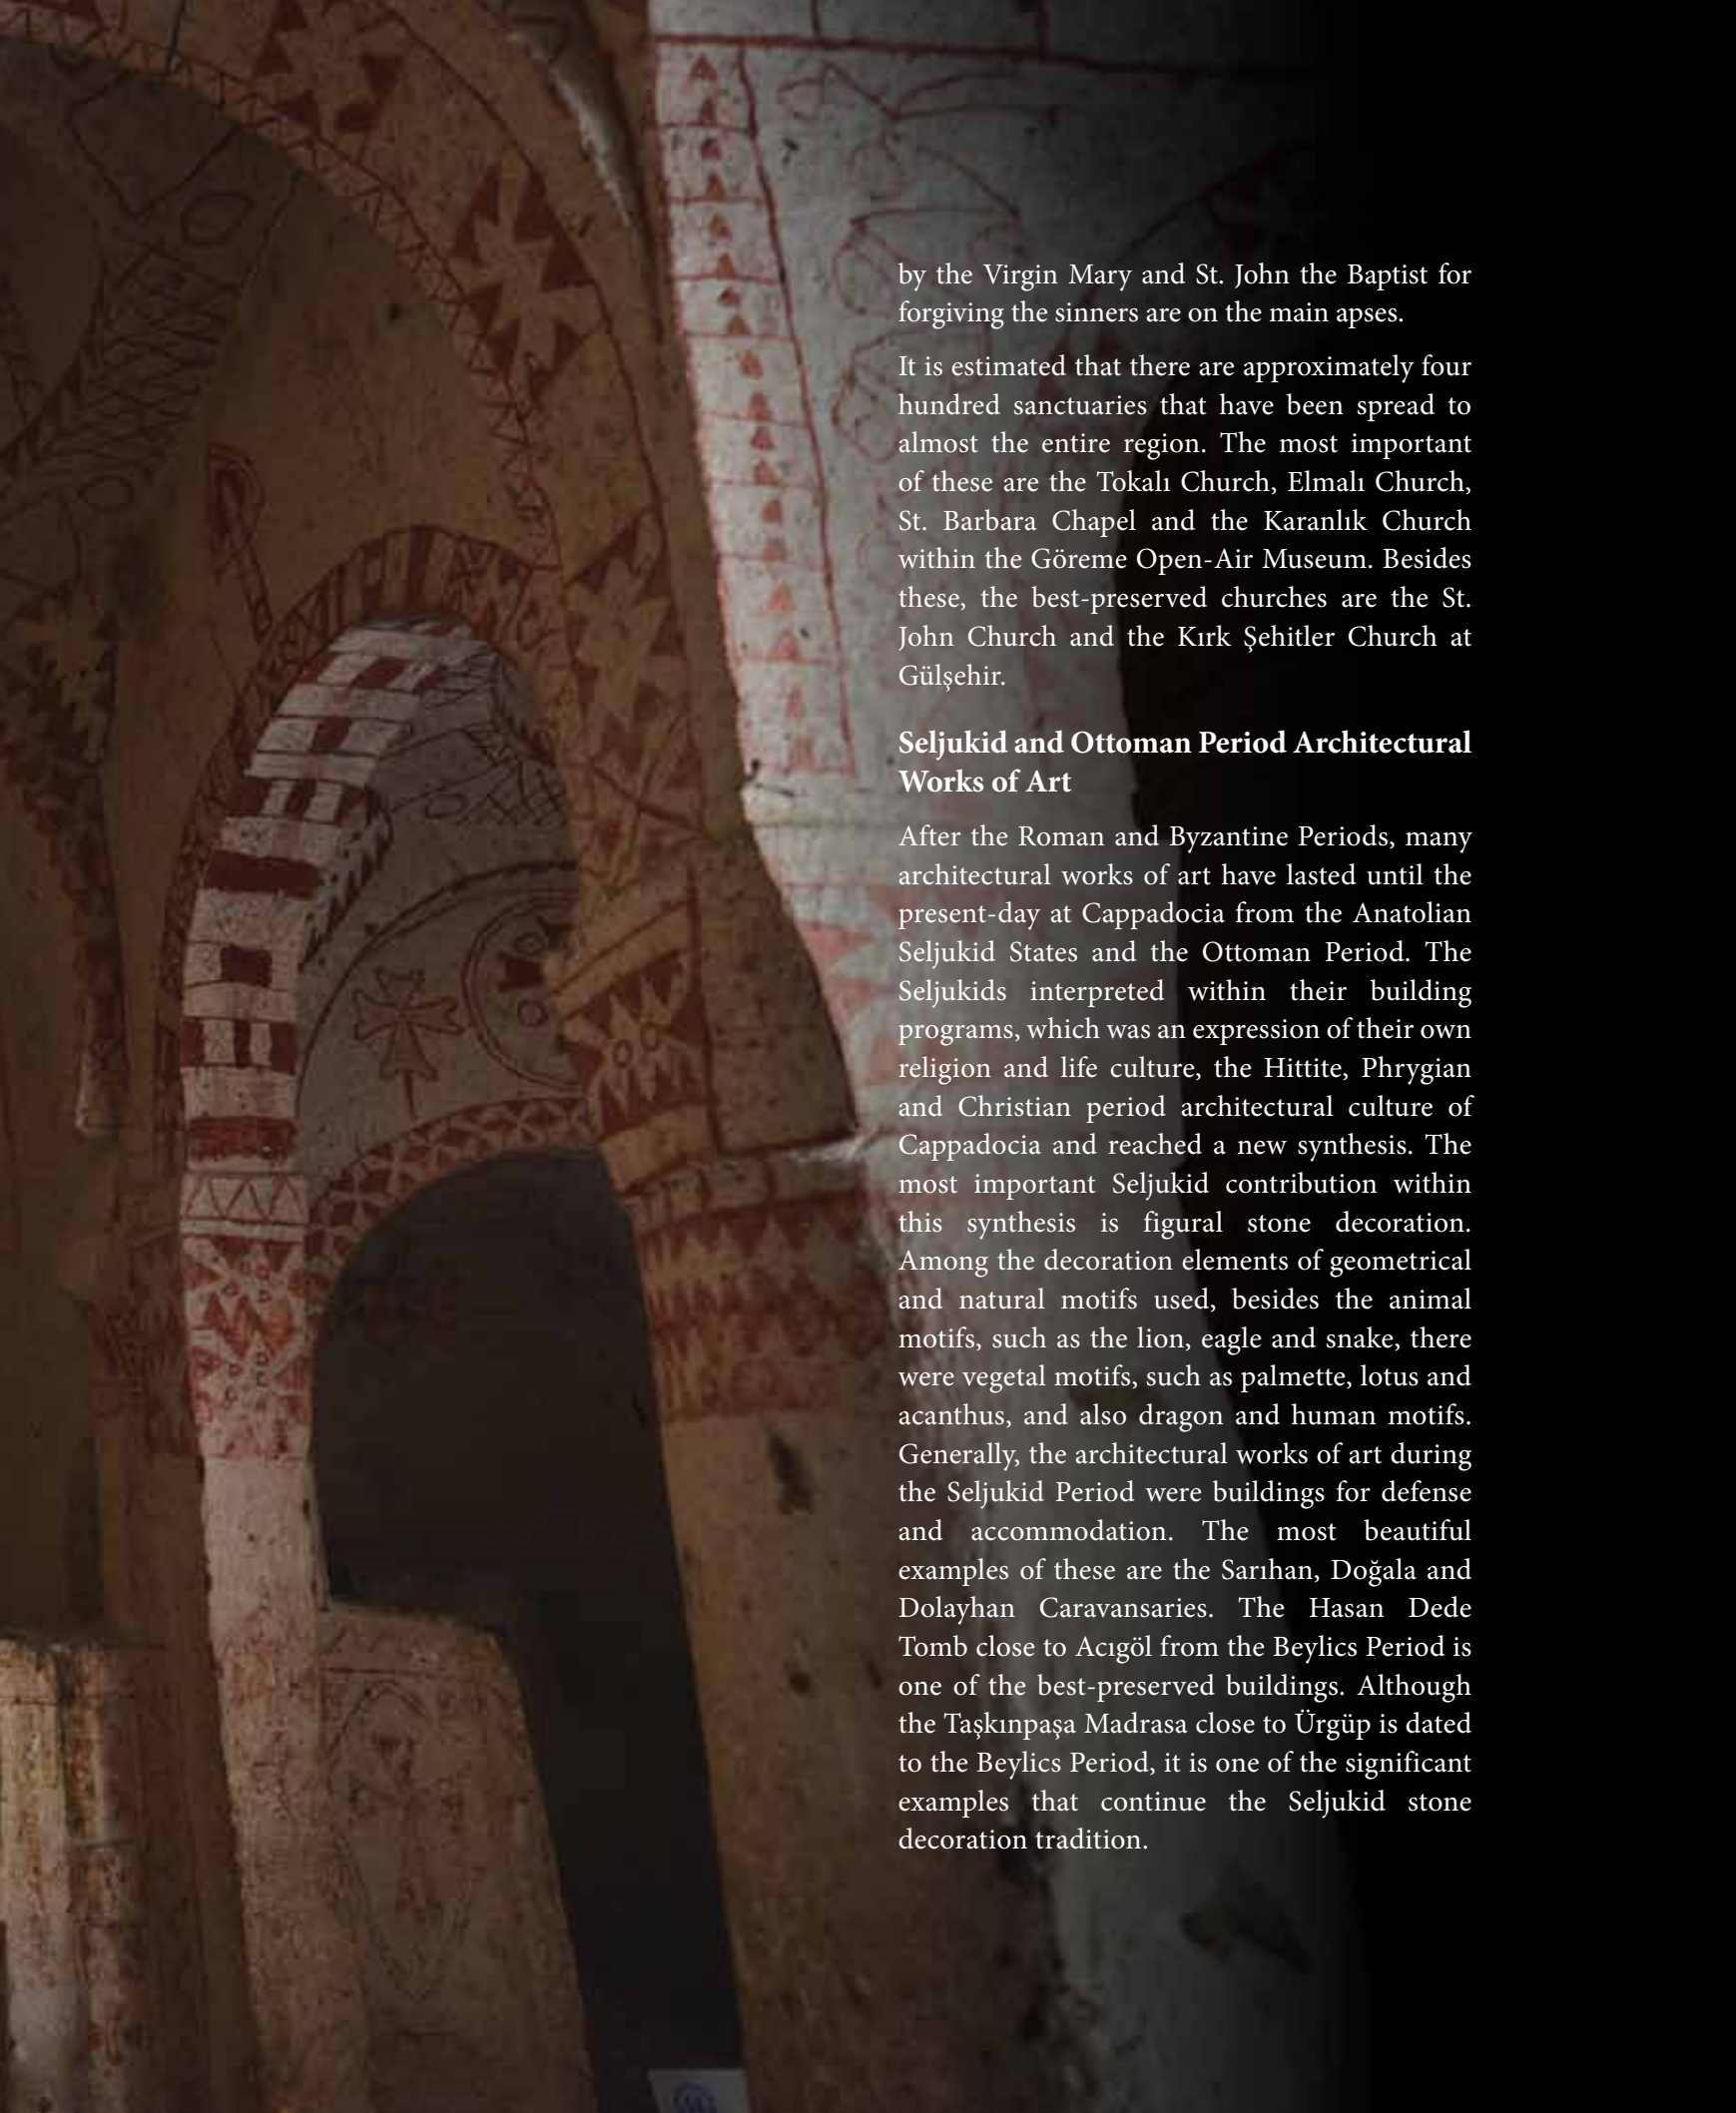 by the Virgin Mary and St. John the Baptist for
forgiving the sinners are on the main apses.
It is estimated that there are approximately four
hundred sanctuaries that have been spread to
almost the entire region. The most important
of these are the Tokalı Church, Elmalı Church,
St. Barbara Chapel and the Karanlık Church
within the Göreme Open-Air Museum. Besides
these, the best-preserved churches are the St.
John Church and the Kırk Şehitler Church at
Gülşehir.
Seljukid and Ottoman Period Architectural
Works of Art
After the Roman and Byzantine Periods, many
architectural works of art have lasted until the
present-day at Cappadocia from the Anatolian
Seljukid States and the Ottoman Period. The
Seljukids interpreted within their building
programs, which was an expression of their own
religion and life culture, the Hittite, Phrygian
and Christian period architectural culture of
Cappadocia and reached a new synthesis. The
most important Seljukid contribution within
this synthesis is figural stone decoration.
Among the decoration elements of geometrical
and natural motifs used, besides the animal
motifs, such as the lion, eagle and snake, there
were vegetal motifs, such as palmette, lotus and
acanthus, and also dragon and human motifs.
Generally, the architectural works of art during
the Seljukid Period were buildings for defense
and accommodation. The most beautiful
examples of these are the Sarıhan, Doğala and
Dolayhan Caravansaries. The Hasan Dede
Tomb close to Acıgöl from the Beylics Period is
one of the best-preserved buildings. Although
the Taşkınpaşa Madrasa close to Ürgüp is dated
to the Beylics Period, it is one of the significant
examples that continue the Seljukid stone
decoration tradition.